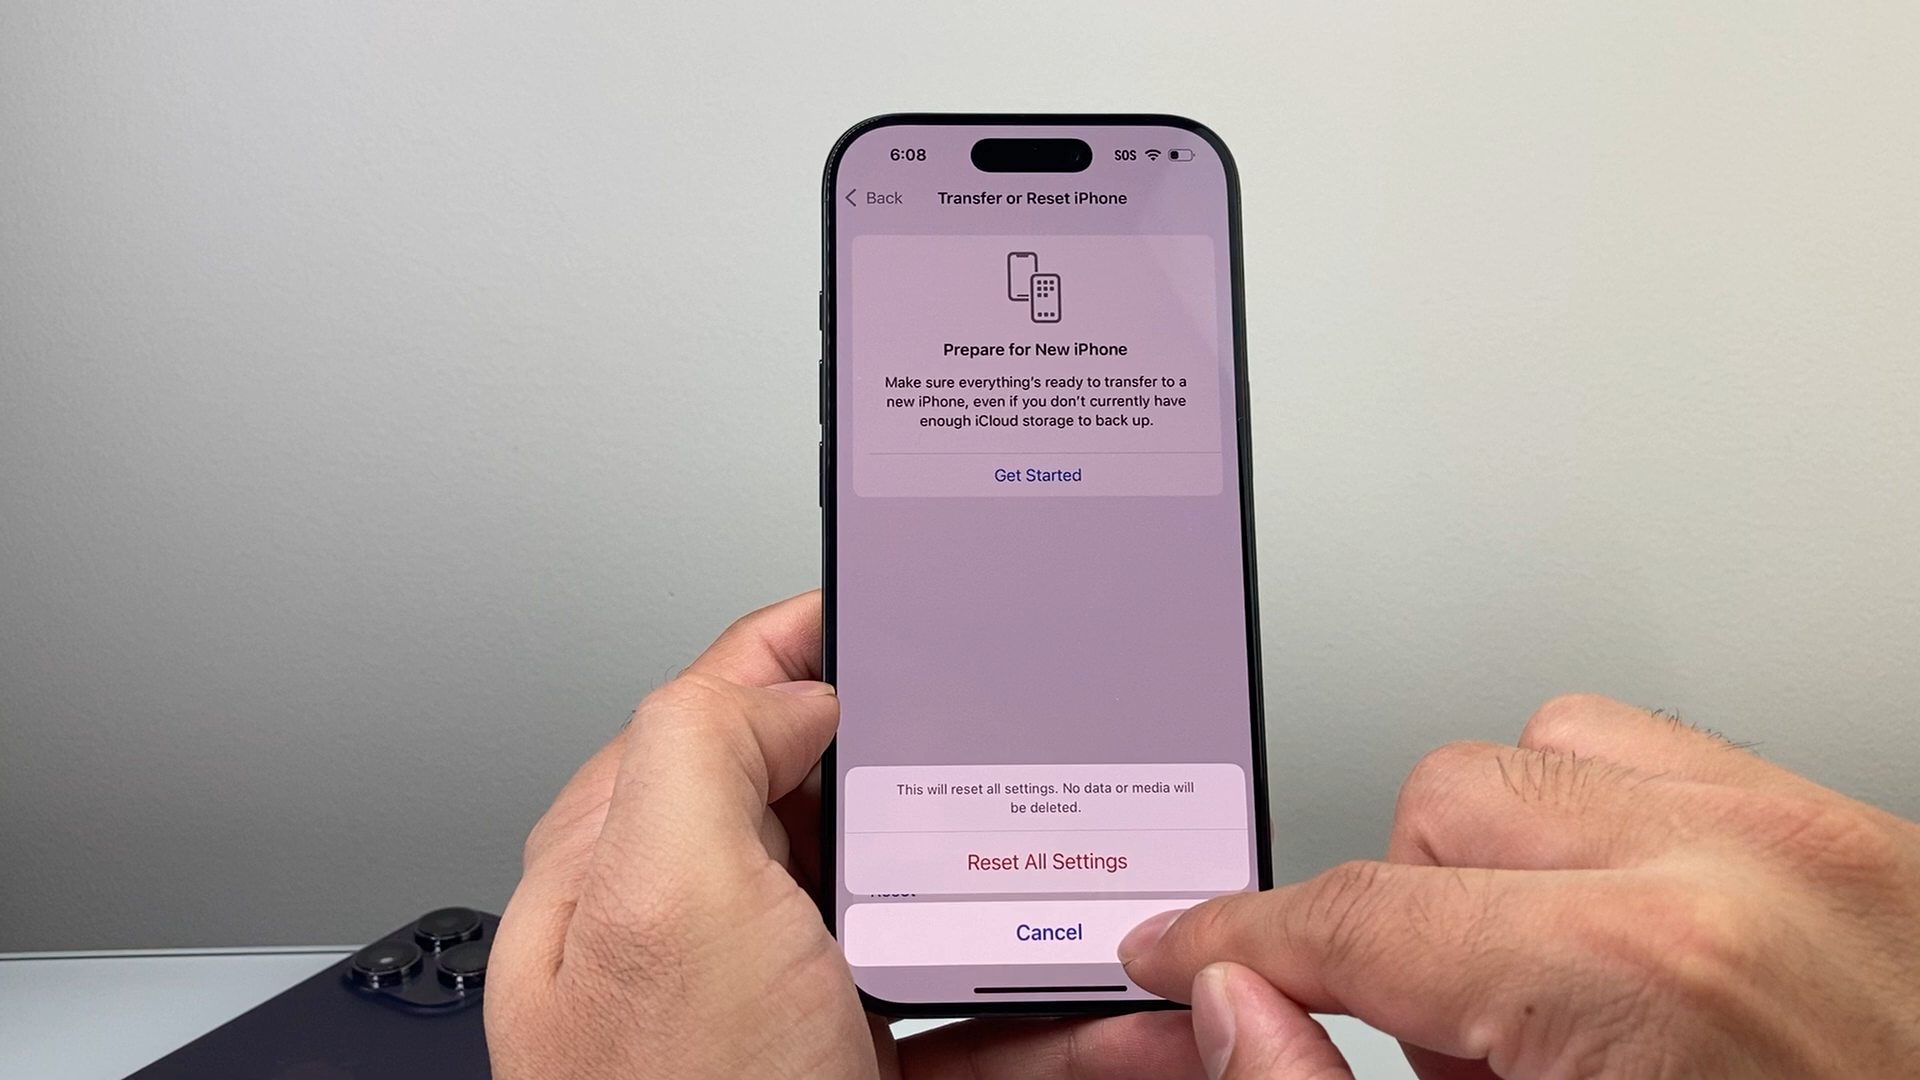 6:08
SOS
Back
Transfer or Reset iPhone
Prepare for New iPhone
Make sure everything's ready to transfer to a
new iPhone, even if you don't currently have
enough iCloud storage to back up.
Get Started
This will reset all settings. No data or media will
be deleted.
Reset All Settings
Reset
Cancel